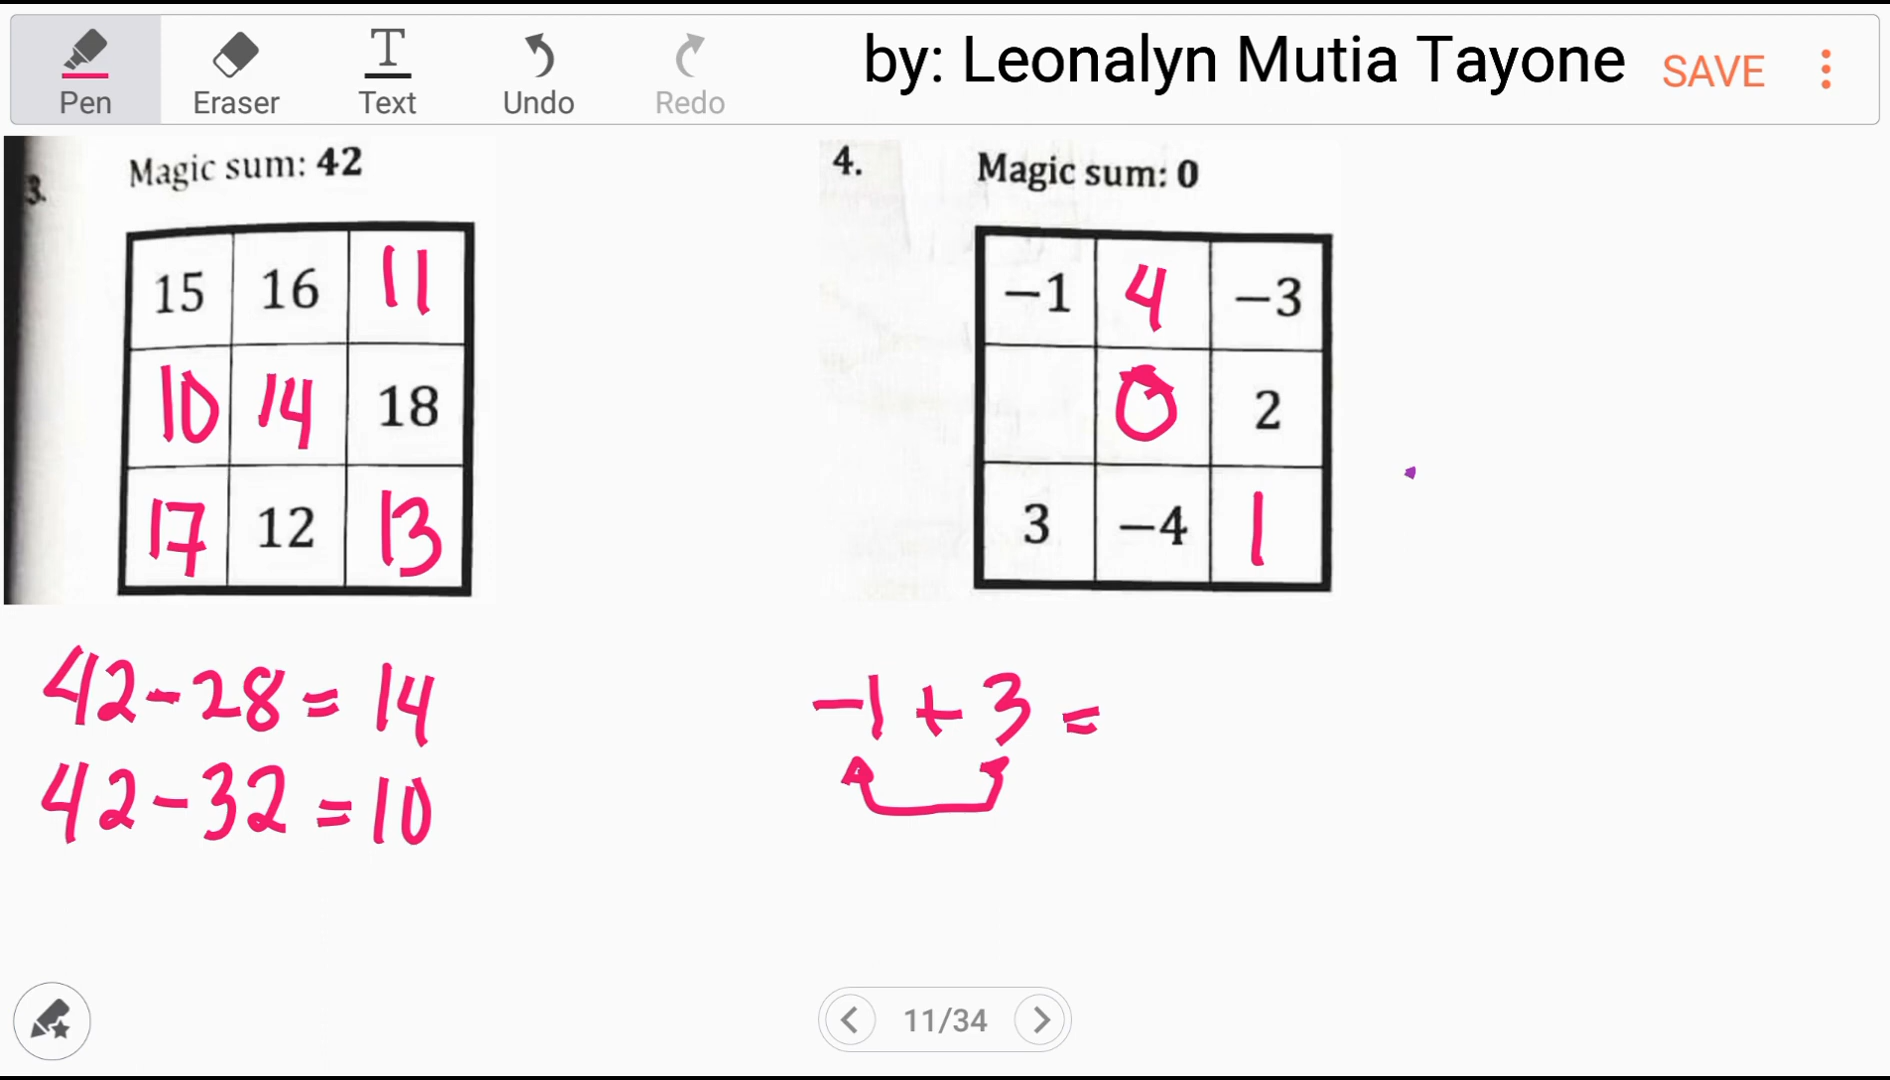 Pen Eraser Text Undo Redo by: Leonalyn Mutia Tayone SAVE
3. Magic sum: 42
15 16 11
10 14 18
17 12 13
42-28=14
42-32=10
4. Magic sum: 0
−1 4 −3
0 2
3 −4 1
-1+3=
11/34